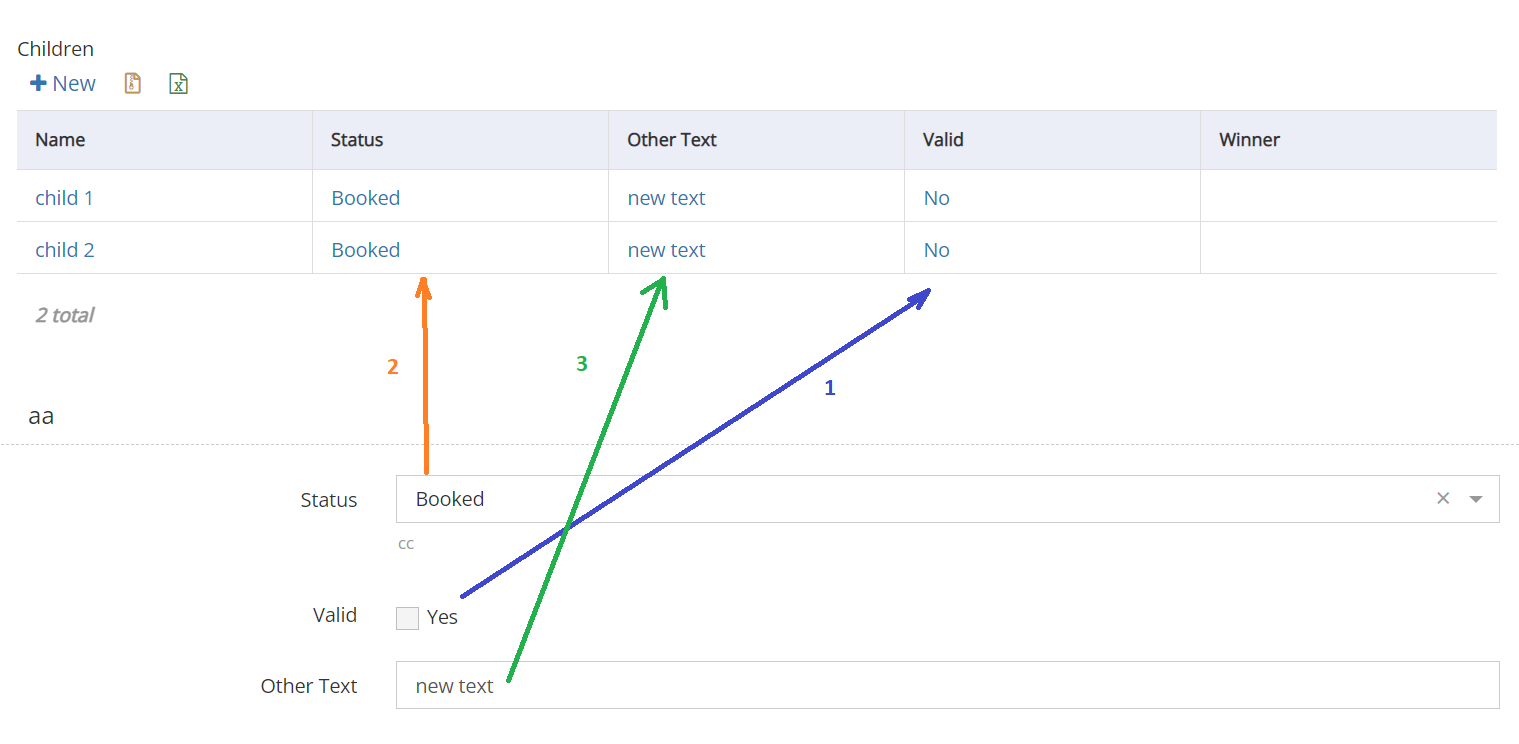 Children
New
Name Status Other Text Valid Winner
child 1 Booked new text No
child 2 Booked new text No
2 total
2 3 1
aa
Status Booked
cc
Valid Yes
Other Text new text